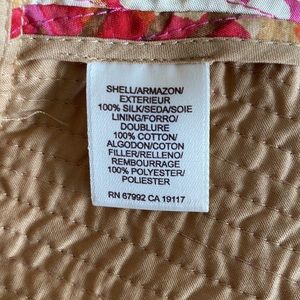 SHELL/ARMAZON/
EXTERIEUR
100% SILK/SEDA/SOIE
LINING/FORRO/
DOUBLURE
100% COTTON/
ALGODON/COTON
FILLER/RELLENO/
REMBOURRAGE
100% POLYESTER/
POLIESTER
RN 67992 CA 19117